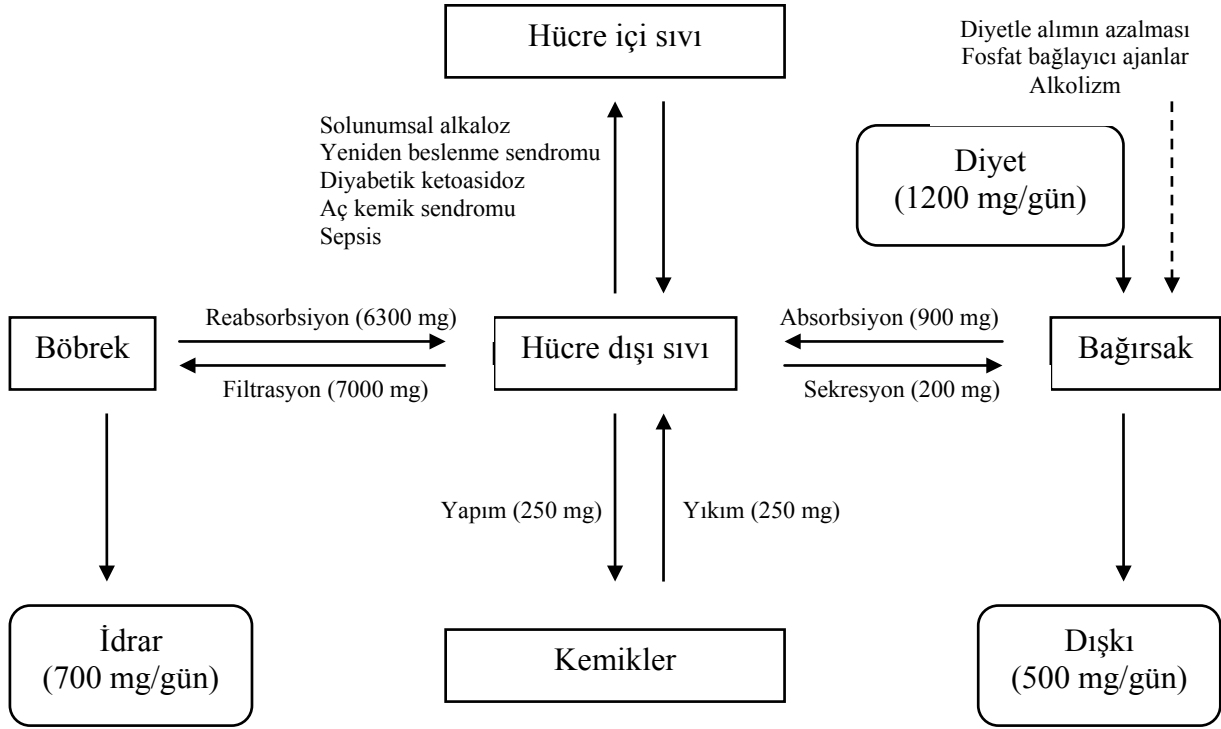 Hücre içi sıvı
Diyetle alımın azalması
Fosfat bağlayıcı ajanlar
Alkolizm
Solunumsal alkaloz
Yeniden beslenme sendromu
Diyabetik ketoasidoz
Aç kemik sendromu
Sepsis
Diyet
(1200 mg/gün)
Böbrek
Reabsorbsiyon (6300 mg)
Filtrasyon (7000 mg)
Hücre dışı sıvı
Absorbsiyon (900 mg)
Sekresyon (200 mg)
Bağırsak
Yapım (250 mg)
Yıkım (250 mg)
İdrar
(700 mg/gün)
Kemikler
Dışkı
(500 mg/gün)